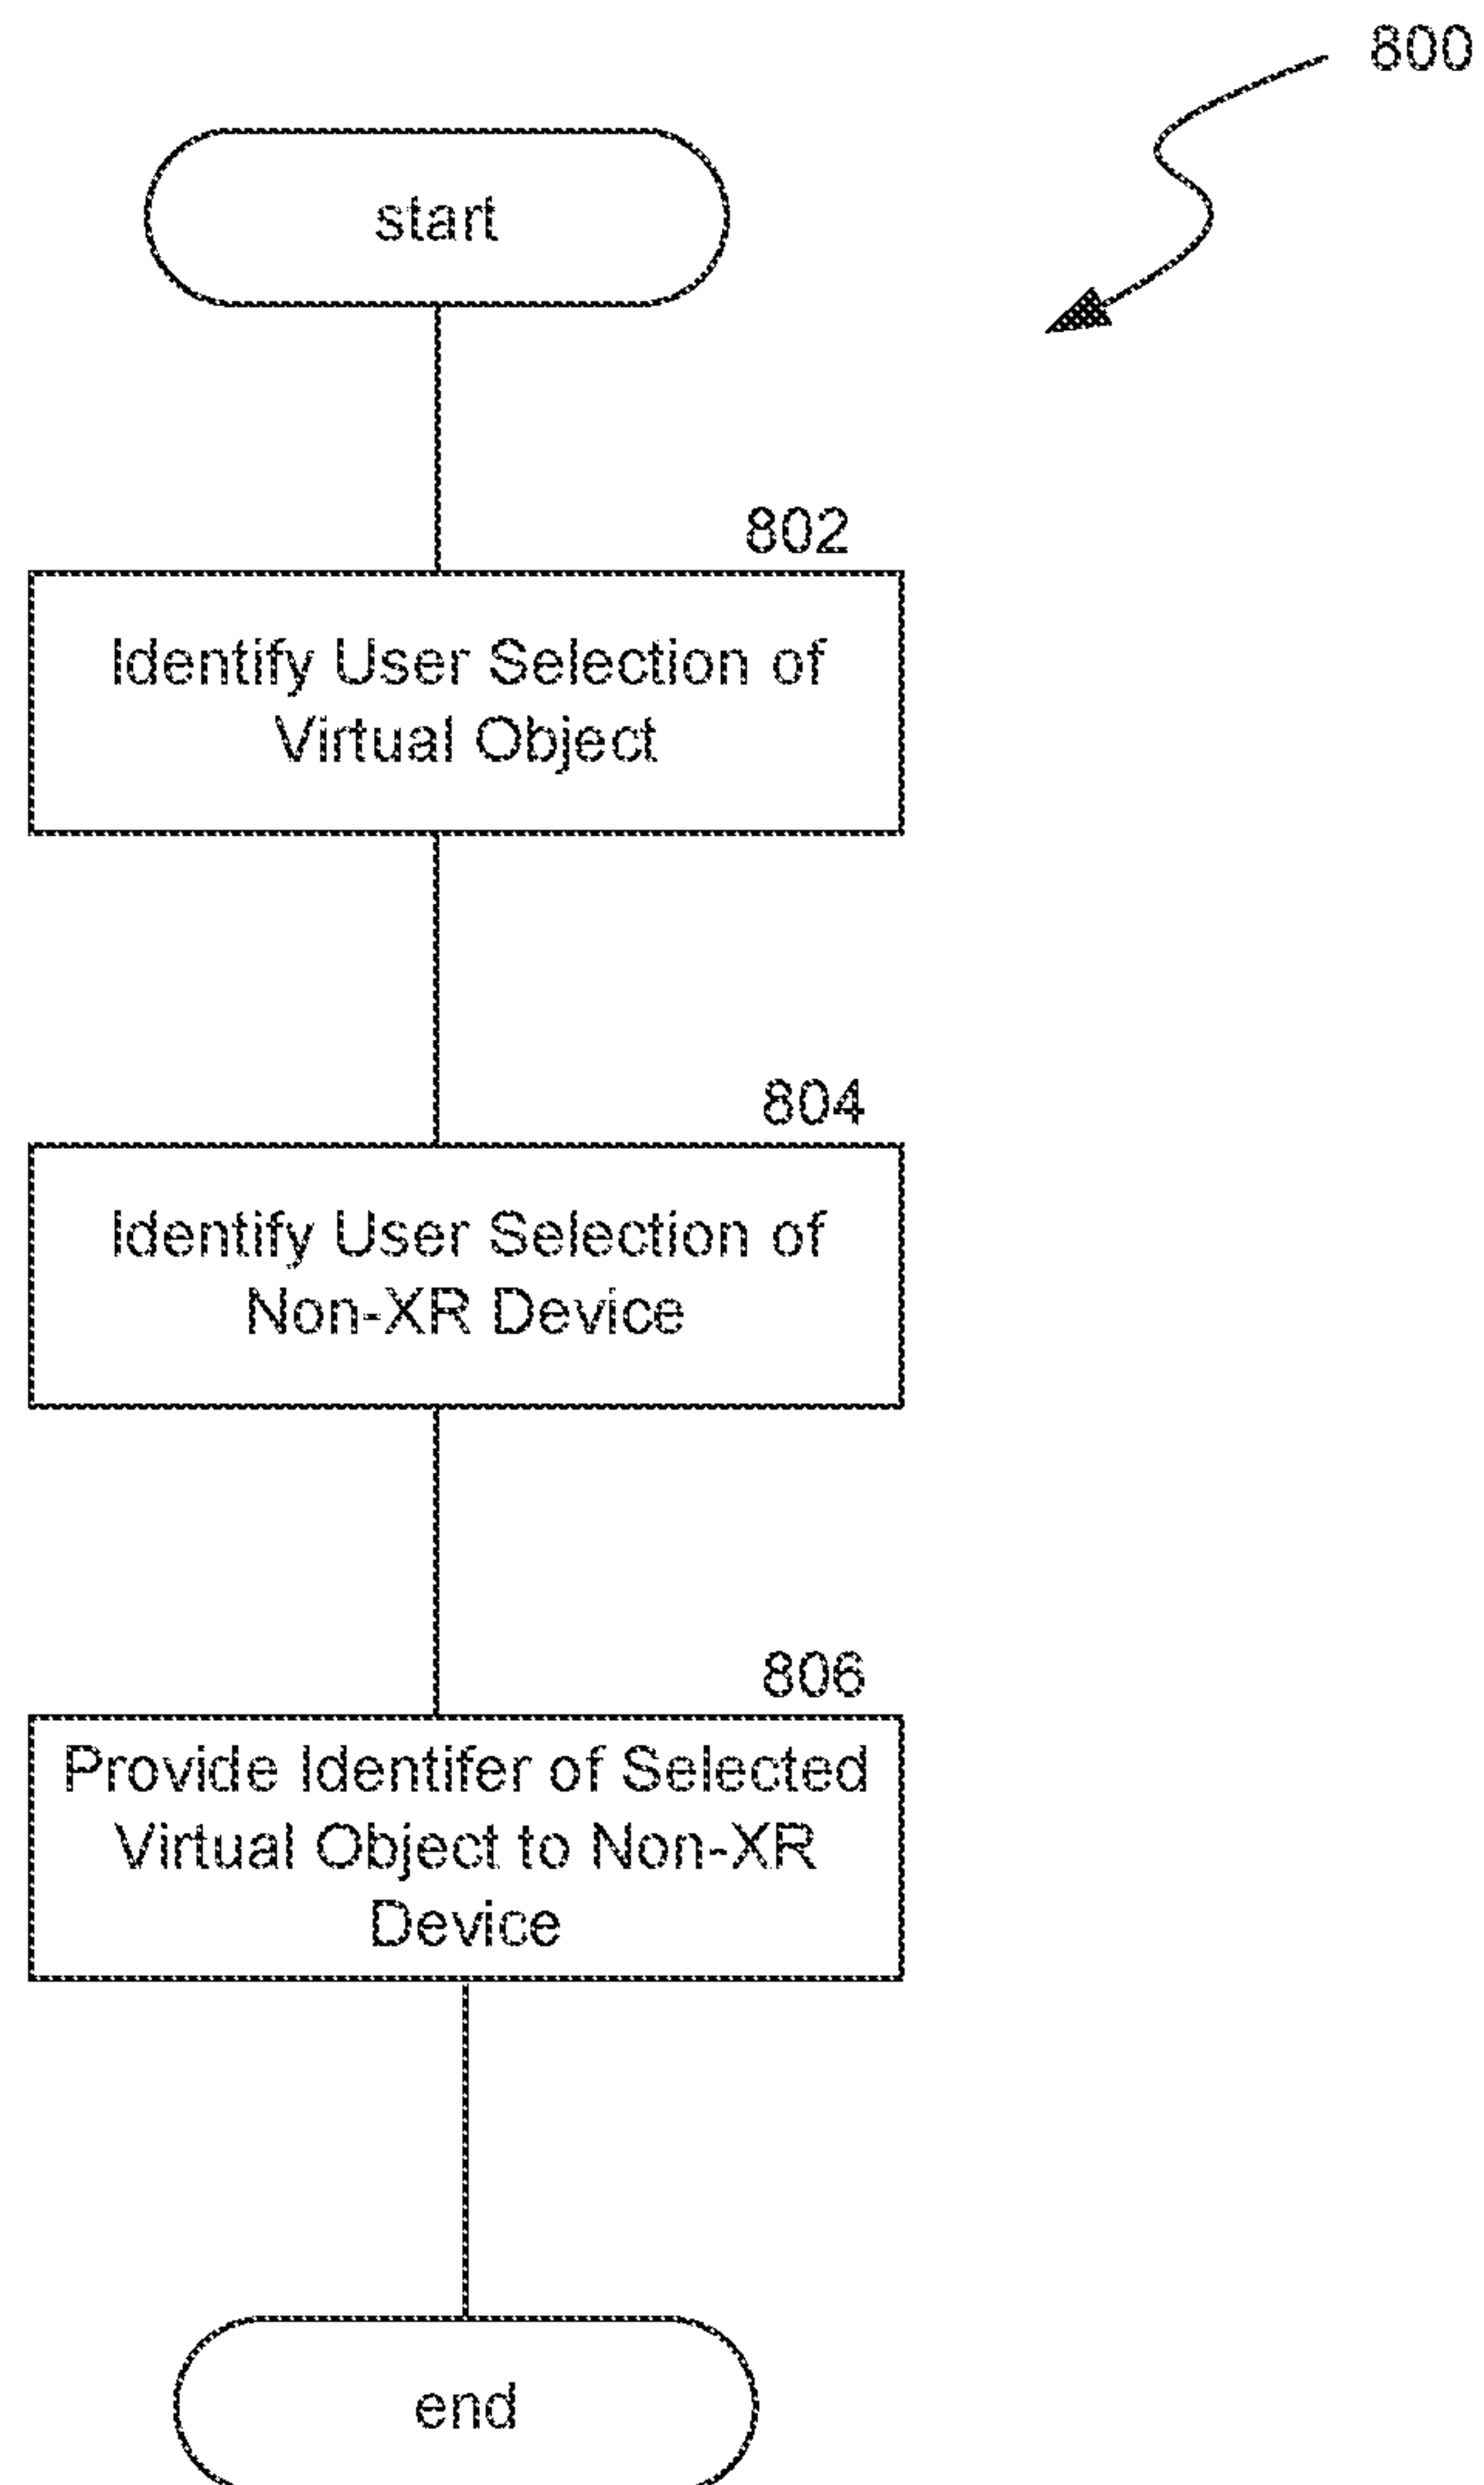 800
start
802
Identify User Selection of
Virtual Object
804
Identify User Selection of
Non-XR Device
806
Provide Identifer of Selected
Virtual Object to Non-XR
Device
end